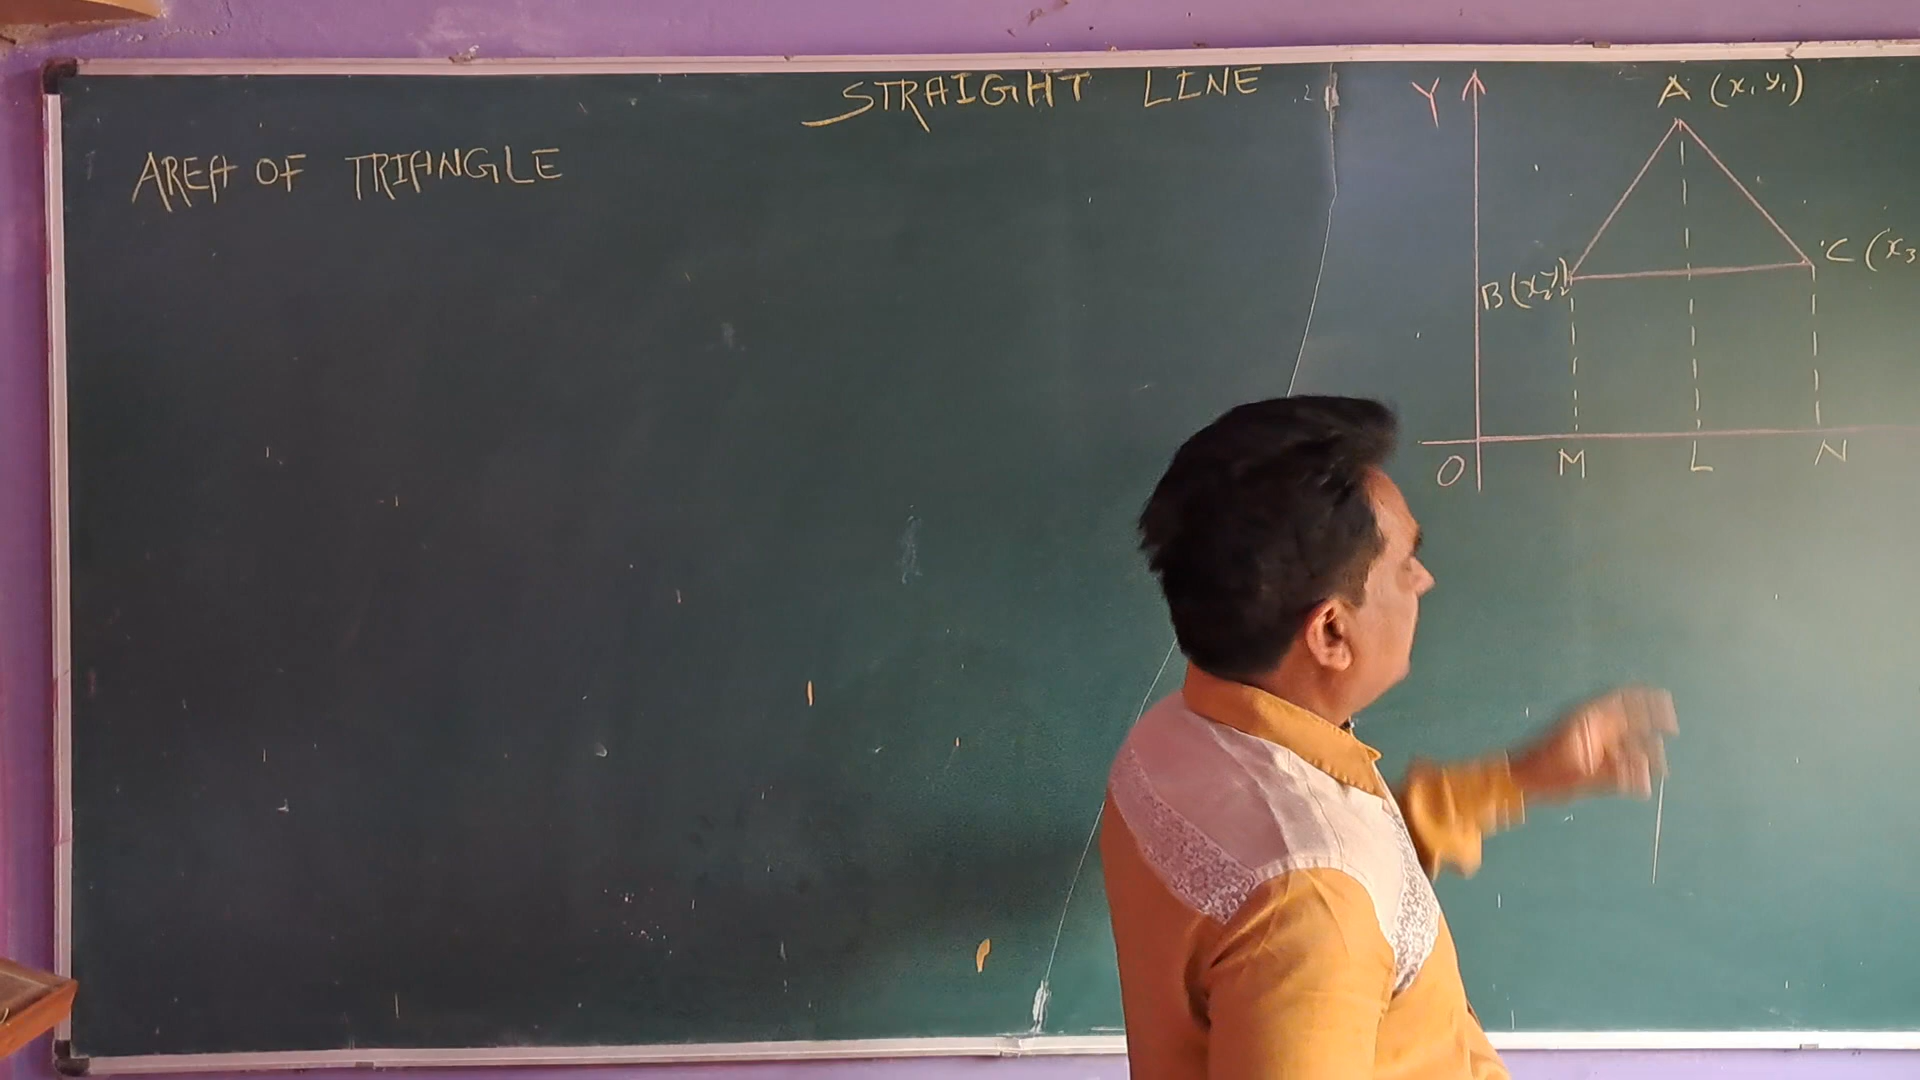 STRAIGHT LINE
AREA OF TRIANGLE
Y
A (x₁ y₁)
B (x₂ y₂)
C (x₃
O M L N